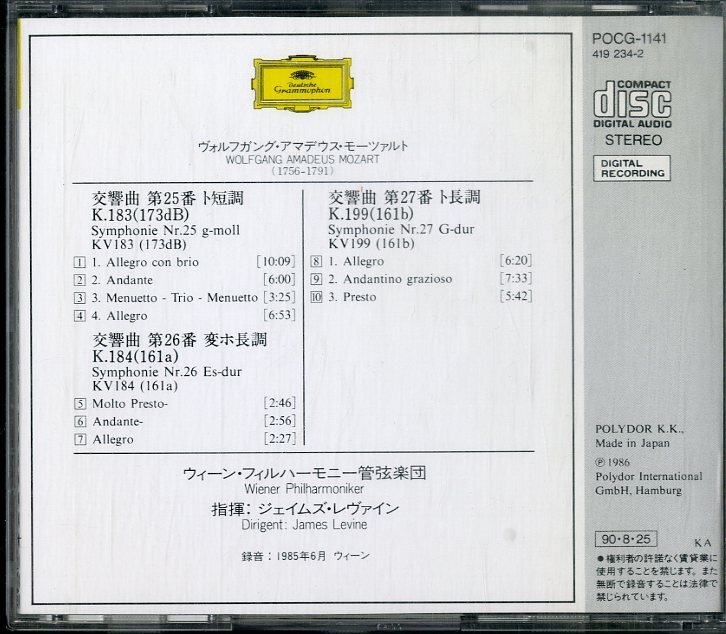 Deutsche
Grammophon
ヴォルフガング・アマデウス・モーツァルト
WOLFGANG AMADEUS MOZART
(1756-1791)
交響曲 第25番 ト短調
K.183(173dB)
Symphonie Nr.25 g-moll
KV183 (173dB)
1 1. Allegro con brio [10:09]
2 2. Andante [6:00]
3 3. Menuetto - Trio - Menuetto [3:25]
4 4. Allegro [6:53]
交響曲 第26番 変ホ長調
K.184(161a)
Symphonie Nr.26 Es-dur
KV184 (161a)
5 Molto Presto- [2:46]
6 Andante- [2:56]
7 Allegro [2:27]
交響曲 第27番 ト長調
K.199(161b)
Symphonie Nr.27 G-dur
KV199 (161b)
8 1. Allegro [6:20]
9 2. Andantino grazioso [7:33]
10 3. Presto [5:42]
ウィーン・フィルハーモニー管弦楽団
Wiener Philharmoniker
指揮：ジェイムズ・レヴァイン
Dirigent: James Levine
録音：1985年6月 ウィーン
POCG-1141
419 234-2
COMPACT
disc
DIGITAL AUDIO
STEREO
DIGITAL
RECORDING
POLYDOR K.K.,
Made in Japan
℗ 1986
Polydor International
GmbH, Hamburg
90・8・25
KA
●権利者の許諾なく賃貸業に
使用することを禁じます。また
無断で録音することは法律で
禁じられています。